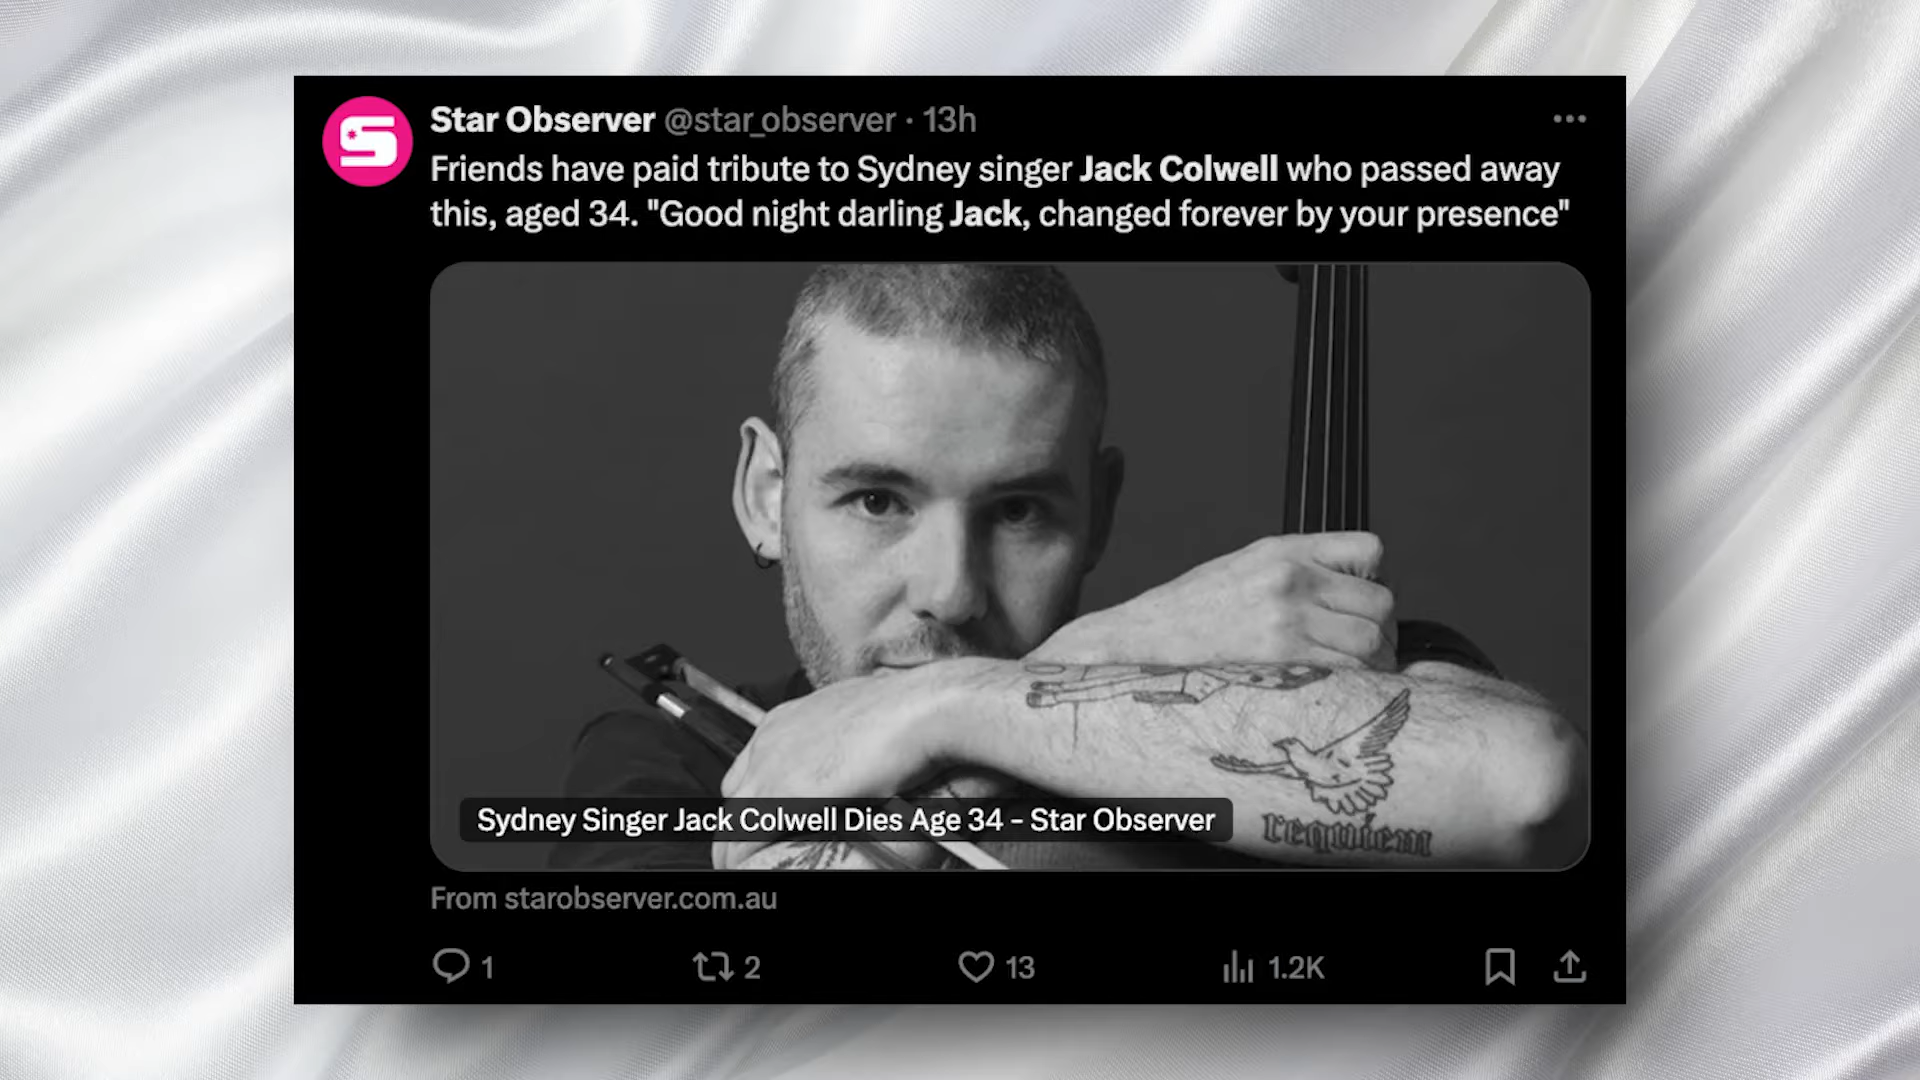 Star Observer @star_observer · 13h
Friends have paid tribute to Sydney singer Jack Colwell who passed away
this, aged 34. "Good night darling Jack, changed forever by your presence"
requiem
Sydney Singer Jack Colwell Dies Age 34 - Star Observer
From starobserver.com.au
1 2 13 1.2K